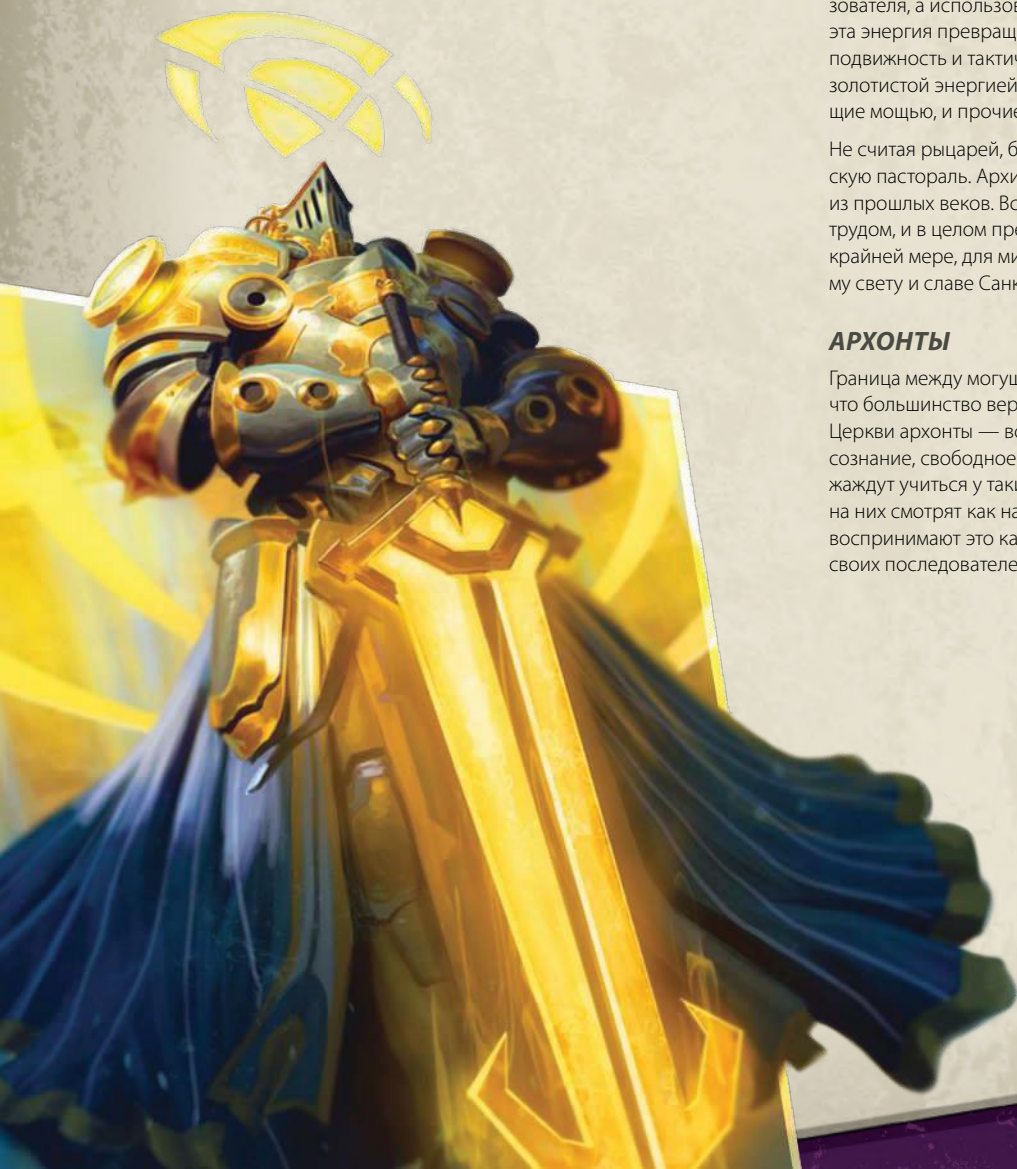 зователя, а использов
эта энергия превращ
подвижность и тактич
золотистой энергией
щие мощью, и прочие
Не считая рыцарей, б
скую пастораль. Архи
из прошлых веков. Вс
трудом, и в целом пре
крайней мере, для ми
му свету и славе Санк
АРХОНТЫ
Граница между могущ
что большинство вер
Церкви архонты — во
сознание, свободное
жаждут учиться у таки
на них смотрят как на
воспринимают это ка
своих последователе